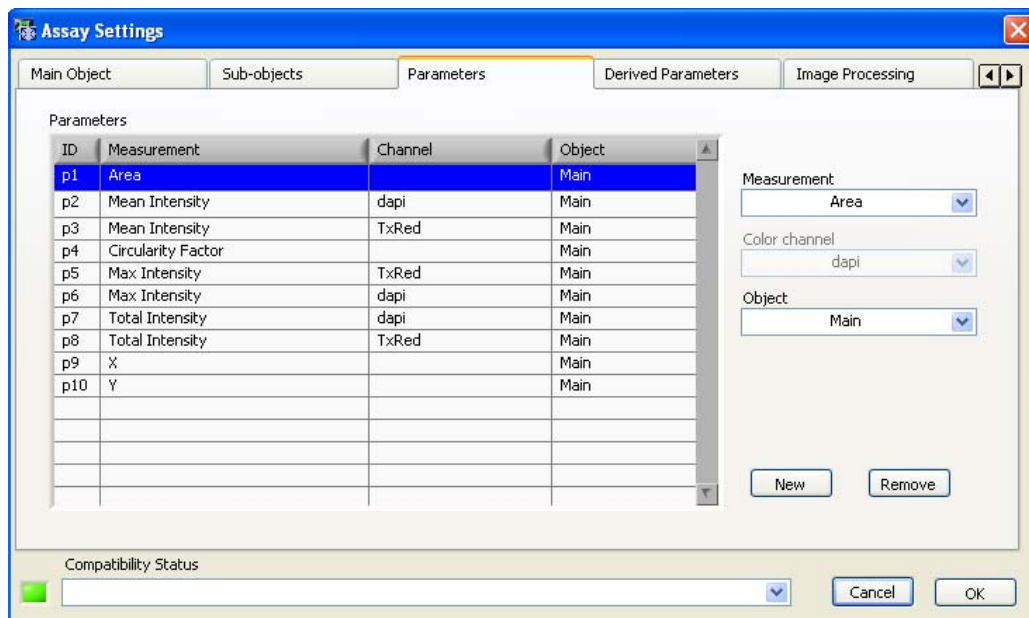 Assay Settings
Main Object Sub-objects Parameters Derived Parameters Image Processing
Parameters
ID Measurement Channel Object
p1 Area Main
p2 Mean Intensity dapi Main
p3 Mean Intensity TxRed Main
p4 Circularity Factor Main
p5 Max Intensity TxRed Main
p6 Max Intensity dapi Main
p7 Total Intensity dapi Main
p8 Total Intensity TxRed Main
p9 X Main
p10 Y Main
Measurement
Area
Color channel
dapi
Object
Main
New Remove
Compatibility Status
Cancel OK